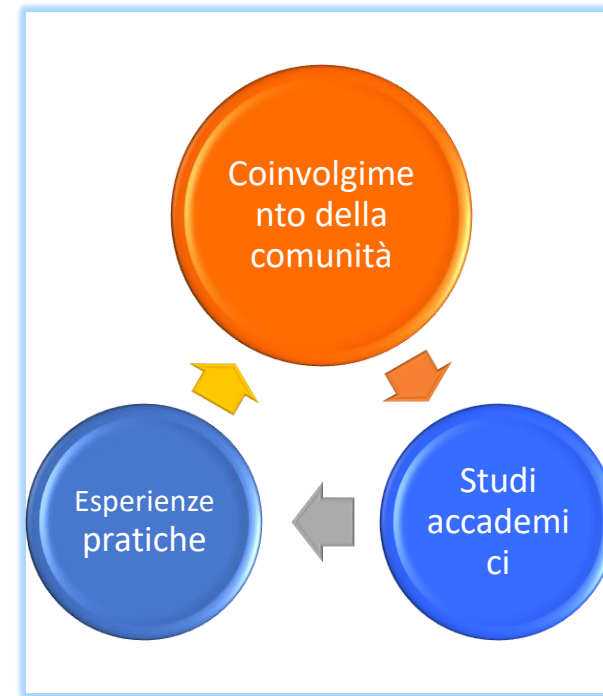 Coinvolgime
nto della
comunità
Esperienze
pratiche
Studi
accademi
ci